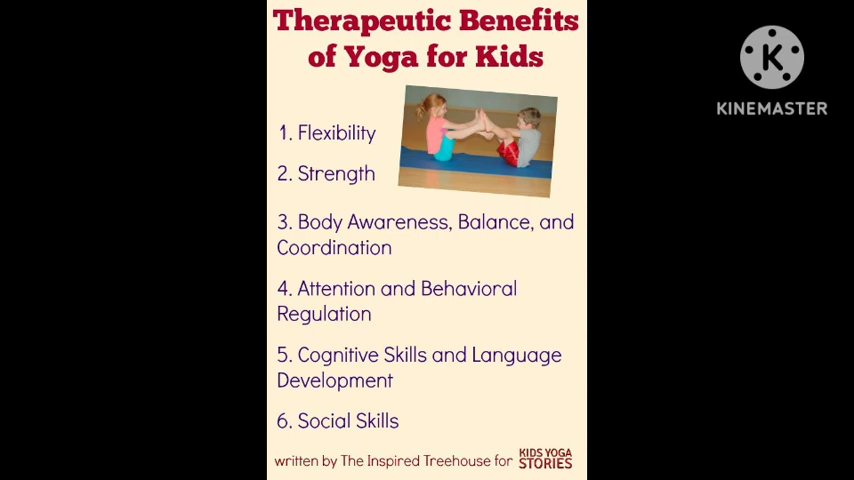 Therapeutic Benefits
of Yoga for Kids
1. Flexibility
2. Strength
3. Body Awareness, Balance, and
Coordination
4. Attention and Behavioral
Regulation
5. Cognitive Skills and Language
Development
6. Social Skills
written by The Inspired Treehouse for KIDS YOGA
STORIES
K
KINEMASTER